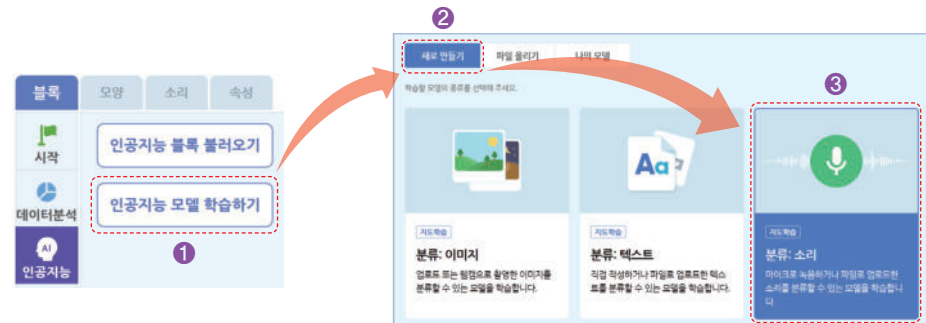 블록
모양
소리
속성
시작
데이터분석
AI
인공지능
인공지능 블록 불러오기
인공지능 모델 학습하기
❶
❷
새로 만들기
파일 올리기
나의 모델
학습할 모델의 종류를 선택해 주세요.
지도학습
분류: 이미지
업로드 또는 웹캠으로 촬영한 이미지를
분류할 수 있는 모델을 학습합니다.
Aa
지도학습
분류: 텍스트
직접 작성하거나 파일로 업로드한 텍스
트를 분류할 수 있는 모델을 학습합니다.
❸
지도학습
분류: 소리
마이크로 녹음하거나 파일로 업로드한
소리를 분류할 수 있는 모델을 학습합니
다.